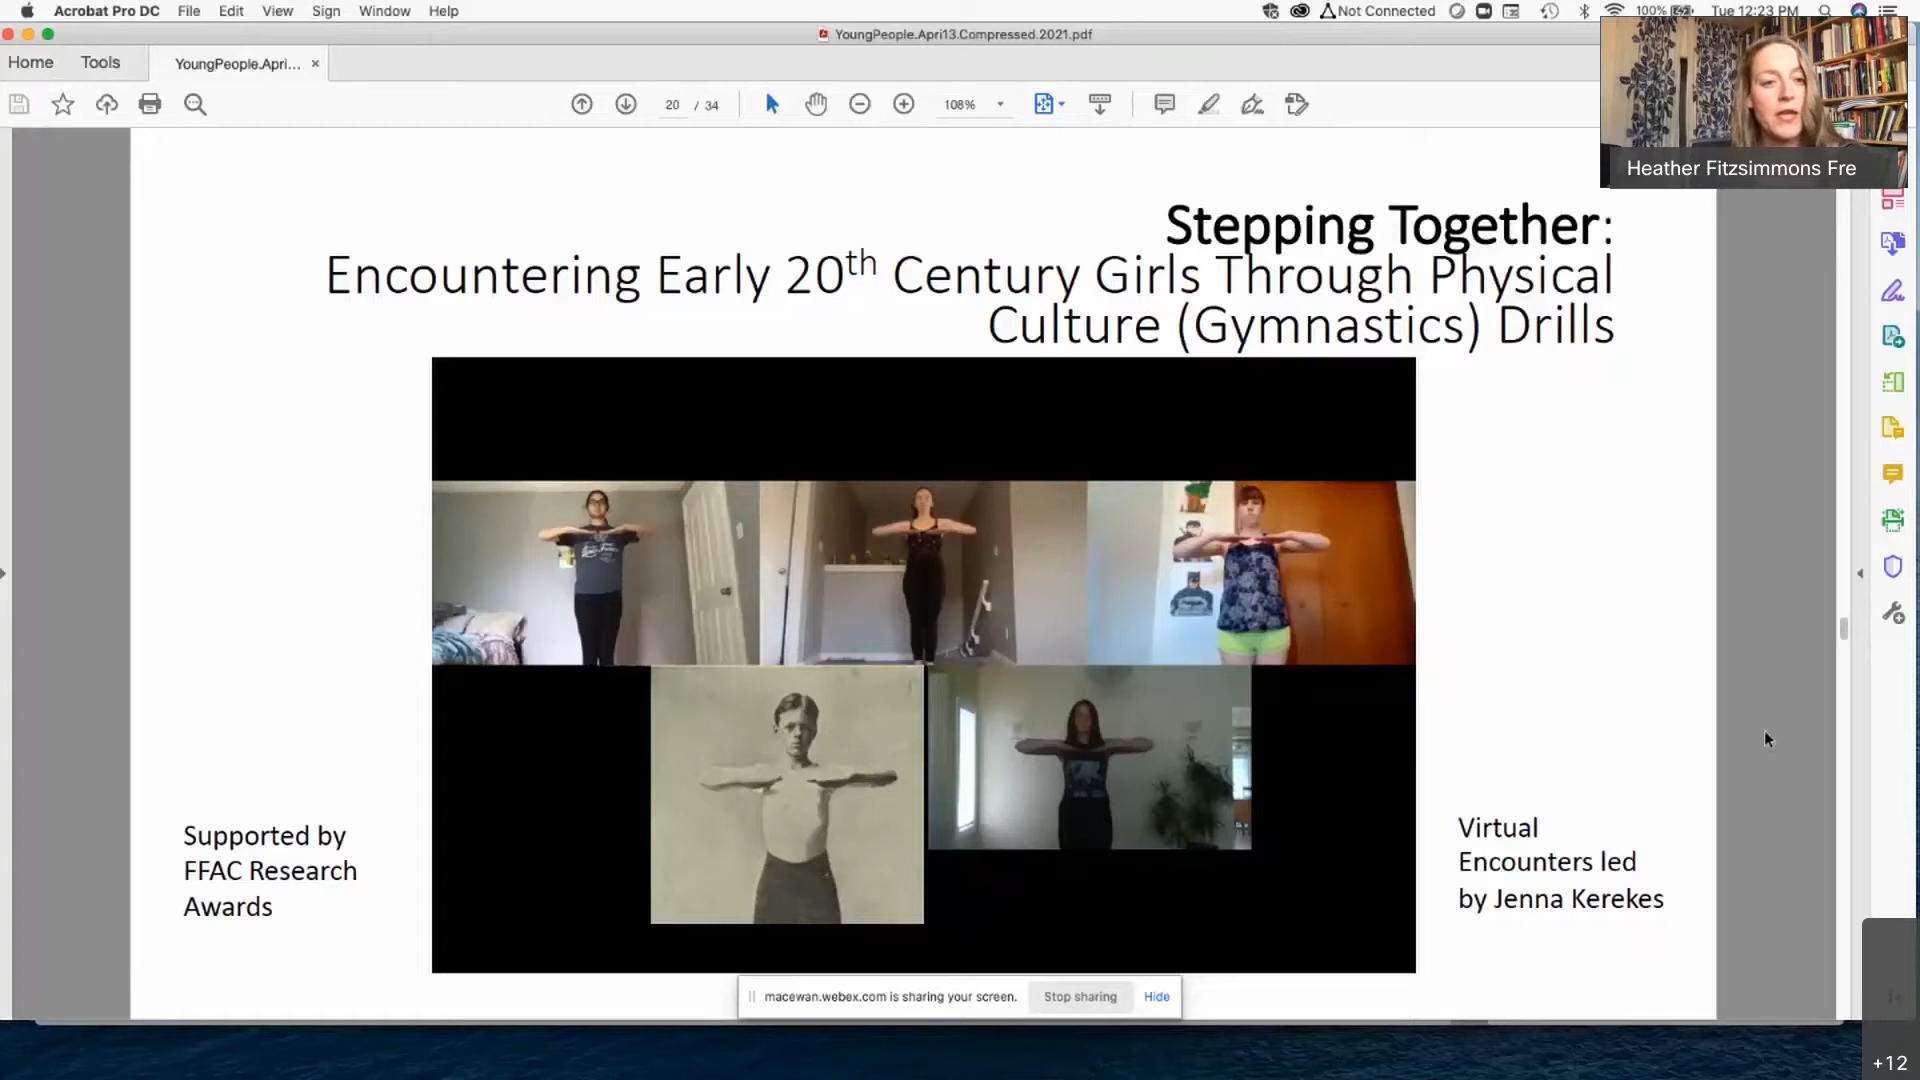 Acrobat Pro DC File Edit View Sign Window Help
Not Connected
100%
Tue 12:23 PM
YoungPeople.Apri13.Compressed.2021.pdf
Home Tools YoungPeople.Apri... ×
20 / 34
108%
Heather Fitzsimmons Fre
Stepping Together:
Encountering Early 20th Century Girls Through Physical
Culture (Gymnastics) Drills
Supported by
FFAC Research
Awards
Virtual
Encounters led
by Jenna Kerekes
macewan.webex.com is sharing your screen. Stop sharing Hide
+12